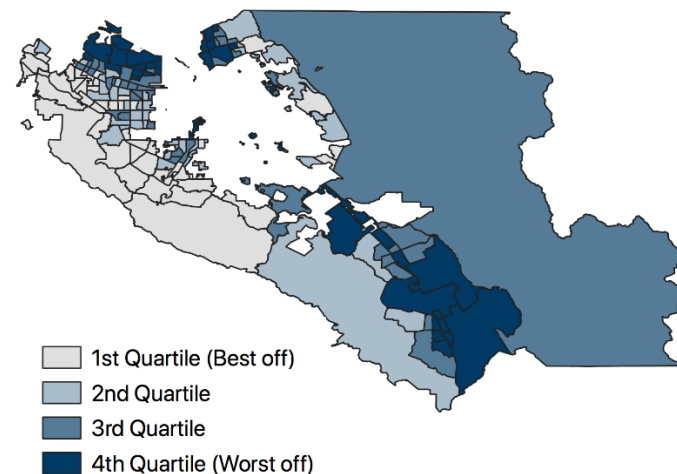 1st Quartile (Best off)
2nd Quartile
3rd Quartile
4th Quartile (Worst off)